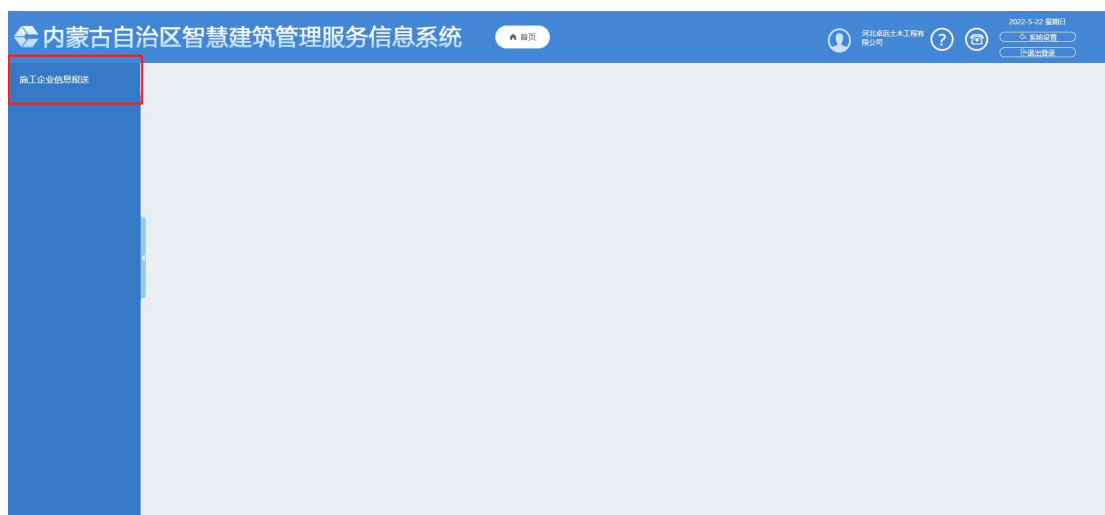 内蒙古自治区智慧建筑管理服务信息系统
首页
河北卓远土木工程有
限公司
?
2022-5-22 星期日
系统设置
退出登录
施工企业信息报送